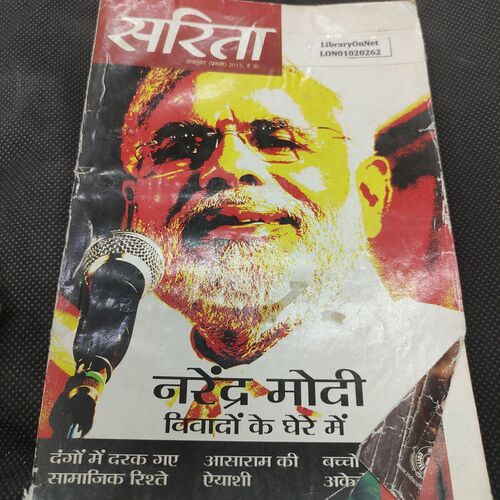 सरिता
अक्तूबर (प्रथम) 2013, ₹ 30
LibraryOnNet
LON01020262
नरेंद्र मोदी
विवादों के घेरे में
दंगों में दरक गए
सामाजिक रिश्ते
आसाराम की
ऐयाशी
बच्चों